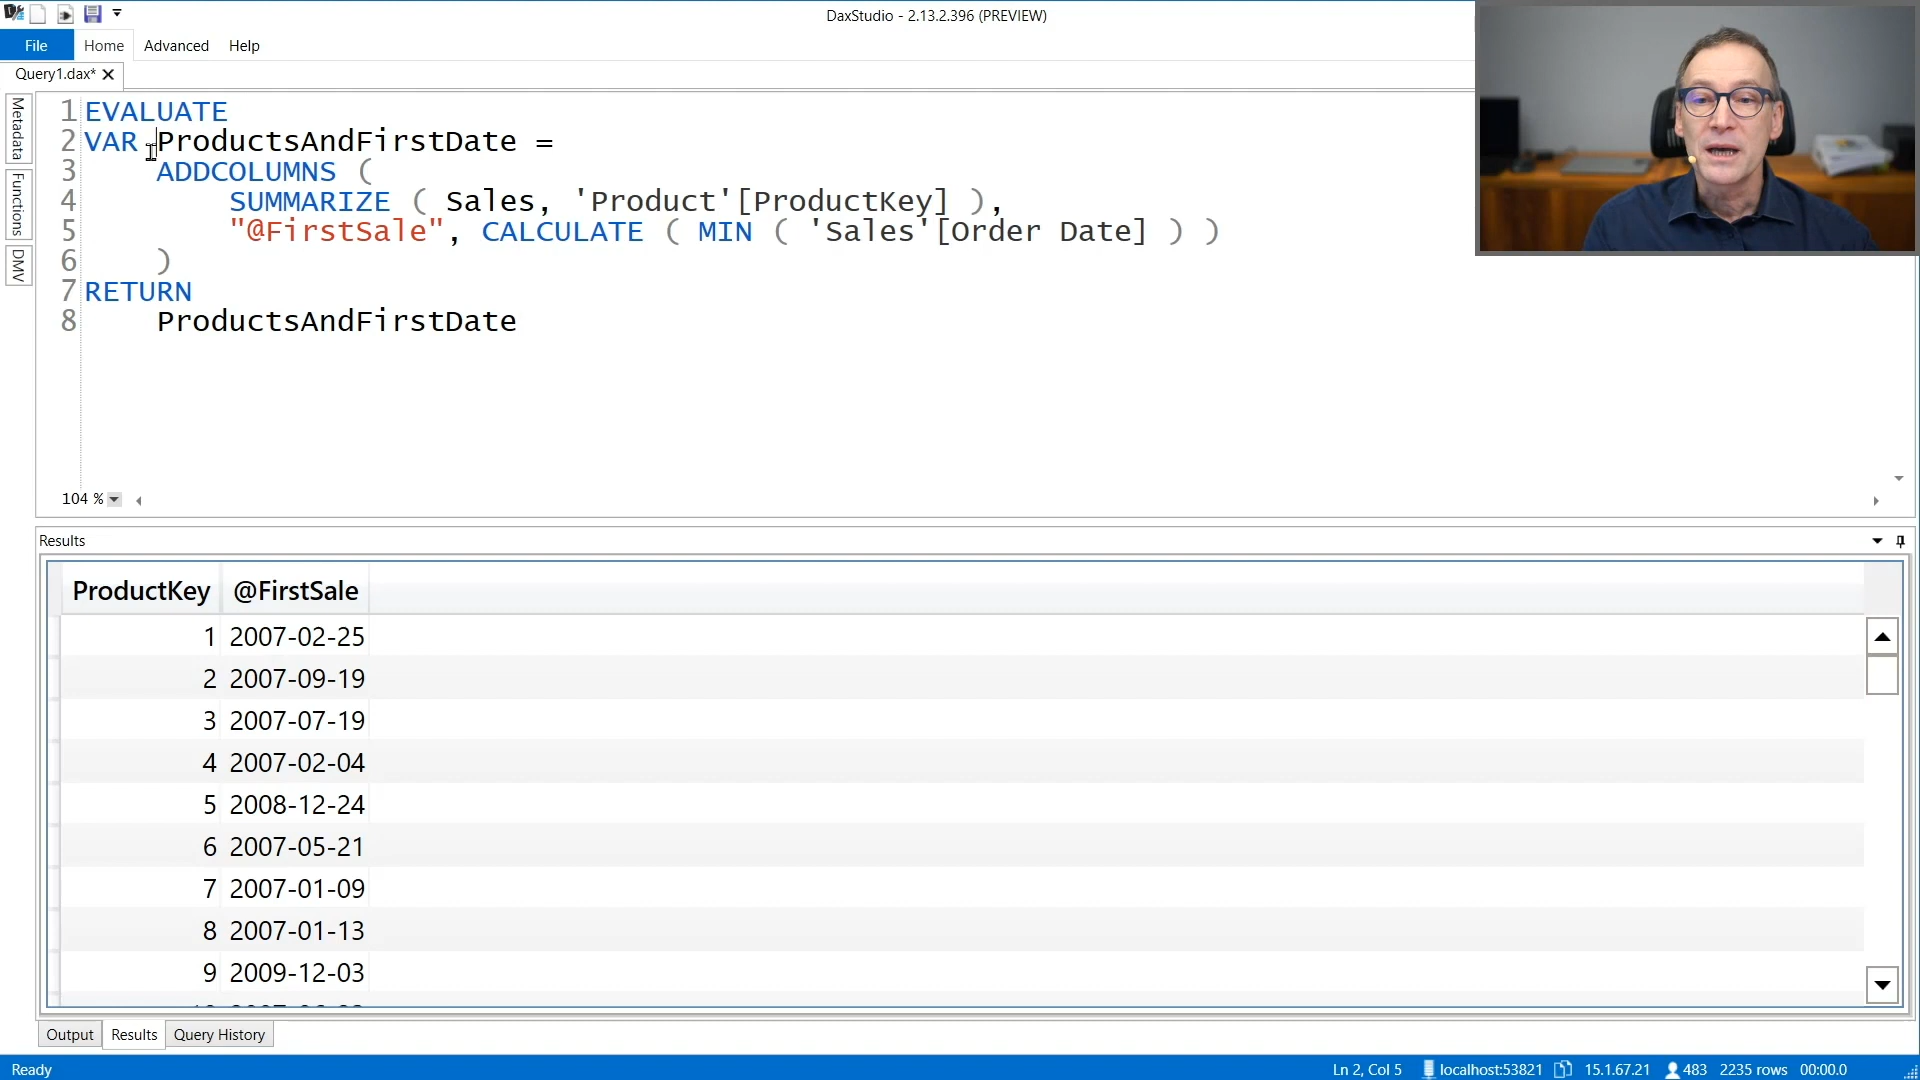 DaxStudio - 2.13.2.396 (PREVIEW)
File Home Advanced Help
Query1.dax*
Metadata
Functions
DMV
1 EVALUATE
2 VAR ProductsAndFirstDate =
3 ADDCOLUMNS (
4 SUMMARIZE ( Sales, 'Product'[ProductKey] ),
5 "@FirstSale", CALCULATE ( MIN ( 'Sales'[Order Date] ) )
6 )
7 RETURN
8 ProductsAndFirstDate
104 %
Results
ProductKey @FirstSale
1 2007-02-25
2 2007-09-19
3 2007-07-19
4 2007-02-04
5 2008-12-24
6 2007-05-21
7 2007-01-09
8 2007-01-13
9 2009-12-03
Output Results Query History
Ready Ln 2, Col 5 localhost:53821 15.1.67.21 483 2235 rows 00:00.0